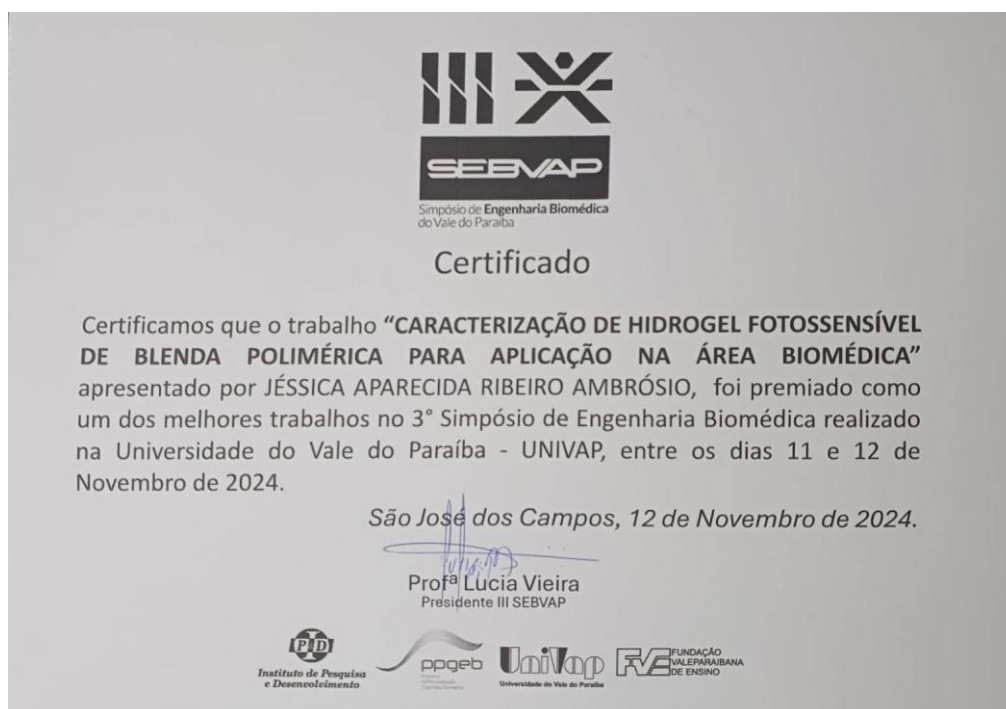 III
SEBVAP
Simpósio de Engenharia Biomédica
do Vale do Paraíba
Certificado
Certificamos que o trabalho “CARACTERIZAÇÃO DE HIDROGEL FOTOSSENSÍVEL
DE BLENDA POLIMÉRICA PARA APLICAÇÃO NA ÁREA BIOMÉDICA”
apresentado por JÉSSICA APARECIDA RIBEIRO AMBRÓSIO, foi premiado como
um dos melhores trabalhos no 3° Simpósio de Engenharia Biomédica realizado
na Universidade do Vale do Paraíba - UNIVAP, entre os dias 11 e 12 de
Novembro de 2024.
São José dos Campos, 12 de Novembro de 2024.
Profª Lucia Vieira
Presidente III SEBVAP
IPD
Instituto de Pesquisa
e Desenvolvimento
ppgeb
UniVap
Universidade do Vale do Paraíba
FVE
FUNDAÇÃO
VALEPARAIBANA
DE ENSINO